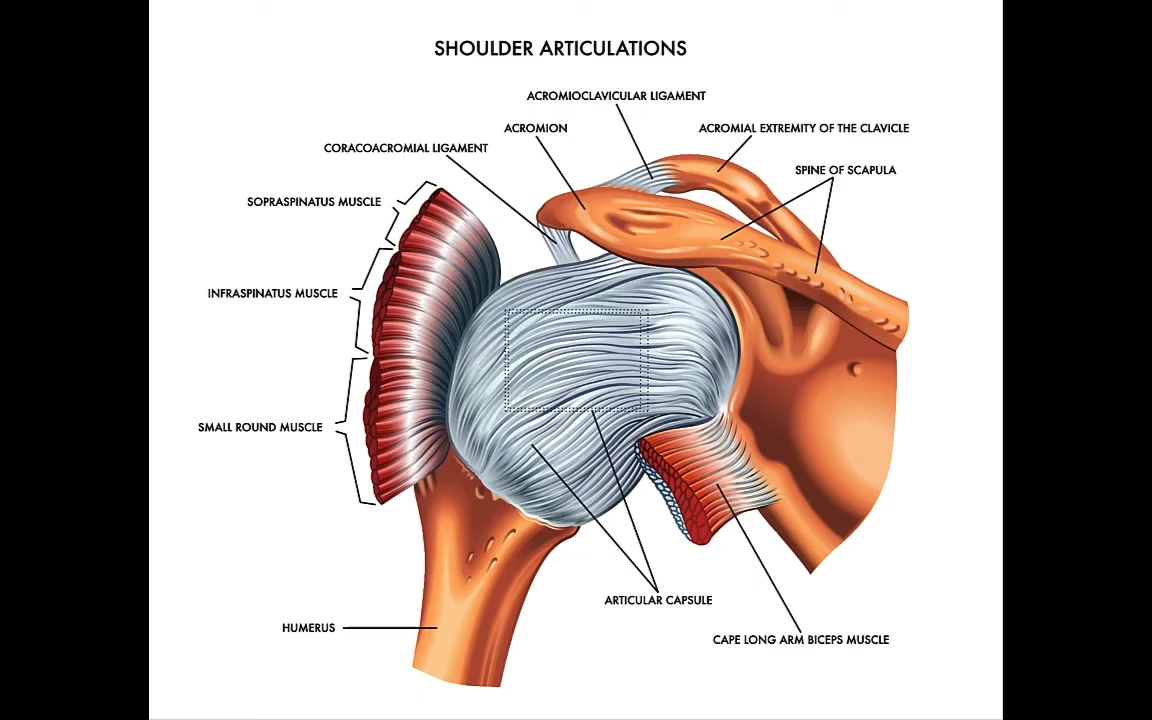 SHOULDER ARTICULATIONS
ACROMIOCLAVICULAR LIGAMENT
ACROMION
ACROMIAL EXTREMITY OF THE CLAVICLE
CORACOACROMIAL LIGAMENT
SPINE OF SCAPULA
SOPRASPINATUS MUSCLE
INFRASPINATUS MUSCLE
SMALL ROUND MUSCLE
ARTICULAR CAPSULE
HUMERUS
CAPE LONG ARM BICEPS MUSCLE